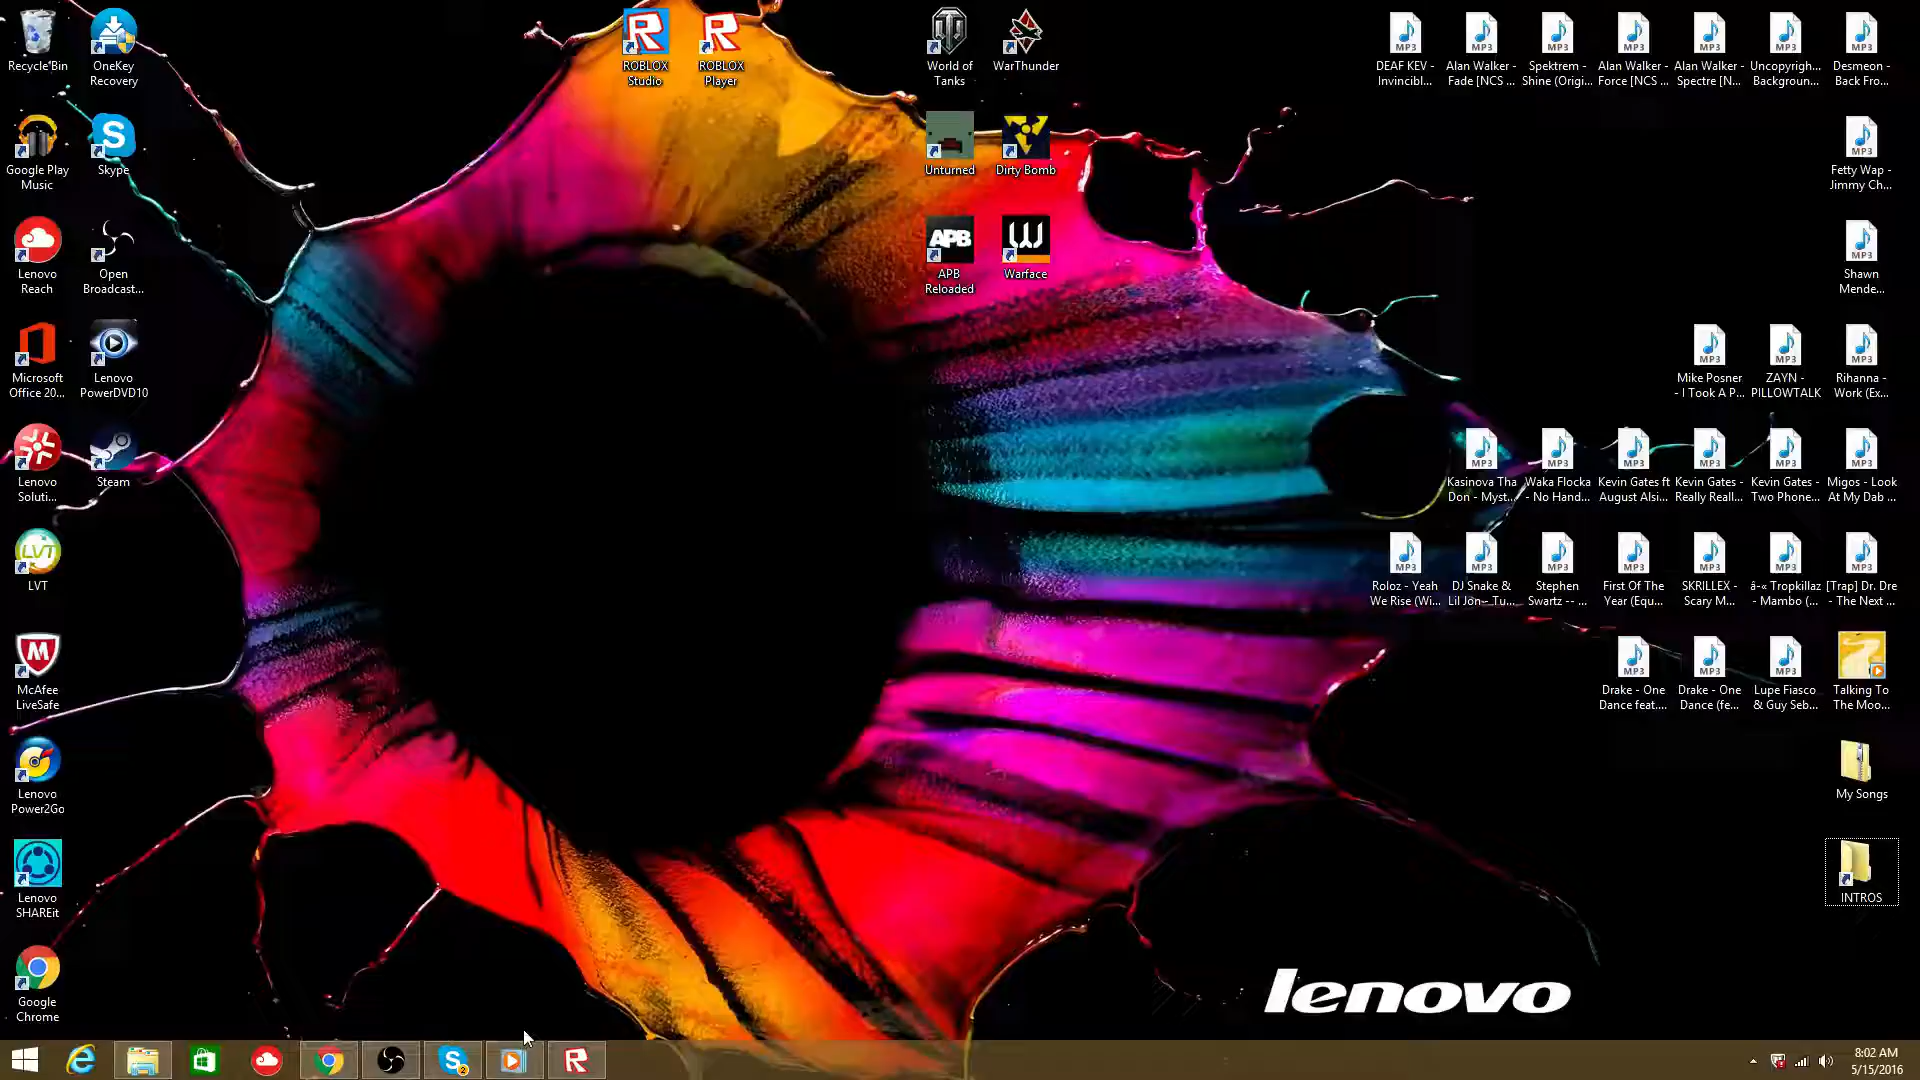 Recycle Bin
OneKey
Recovery
ROBLOX
Studio
ROBLOX
Player
World of
Tanks
WarThunder
DEAF KEV -
Invincibl...
Alan Walker -
Fade [NCS ...
Spektrem -
Shine (Origi...
Alan Walker -
Force [NCS ...
Alan Walker -
Spectre [N...
Uncopyrigh...
Backgroun...
Desmeon -
Back Fro...
Google Play
Music
Skype
Unturned
Dirty Bomb
Fetty Wap -
Jimmy Ch...
Lenovo
Reach
Open
Broadcast...
APB
APB
Reloaded
Warface
Shawn
Mende...
Microsoft
Office 20...
Lenovo
PowerDVD10
Mike Posner
- I Took A P...
ZAYN -
PILLOWTALK
Rihanna -
Work (Ex...
Lenovo
Soluti...
Steam
Kasinova Tha
Don - Myst...
Waka Flocka
- No Hand...
Kevin Gates ft
August Alsi...
Kevin Gates -
Really Reall...
Kevin Gates -
Two Phone...
Migos - Look
At My Dab ...
LVT
LVT
Roloz - Yeah
We Rise (Wi...
DJ Snake &
Lil Jon-- Tu...
Stephen
Swartz -- ...
First Of The
Year (Equ...
SKRILLEX -
Scary M...
â-« Tropkillaz
- Mambo (...
[Trap] Dr. Dre
- The Next ...
McAfee
LiveSafe
Drake - One
Dance feat....
Drake - One
Dance (fe...
Lupe Fiasco
& Guy Seb...
Talking To
The Moo...
Lenovo
Power2Go
My Songs
Lenovo
SHAREit
INTROS
Google
Chrome
lenovo
8:02 AM
5/15/2016